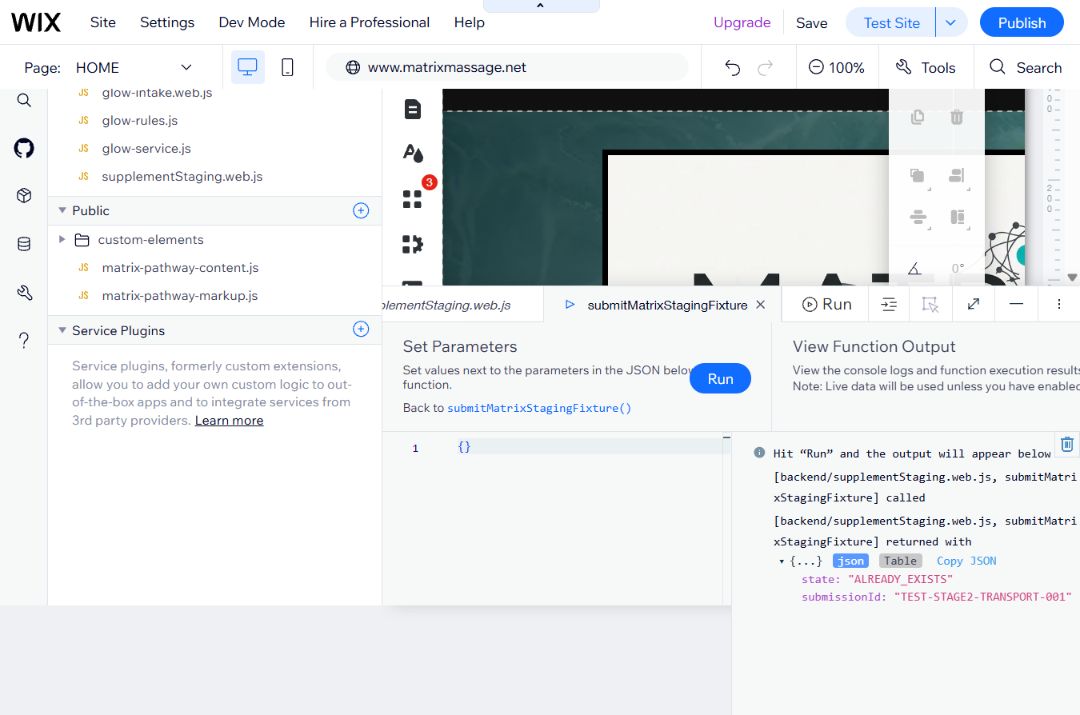 WIX
Site
Settings
Dev Mode
Hire a Professional
Help
Upgrade
Save
Test Site
Publish
Page: HOME
www.matrixmassage.net
100%
Tools
Search
JS glow-intake.web.js
JS glow-rules.js
JS glow-service.js
JS supplementStaging.web.js
Public
custom-elements
JS matrix-pathway-content.js
JS matrix-pathway-markup.js
Service Plugins
Service plugins, formerly custom extensions,
allow you to add your own custom logic to out-
of-the-box apps and to integrate services from
3rd party providers. Learn more
3
0°
plementStaging.web.js
submitMatrixStagingFixture
Run
Set Parameters
Set values next to the parameters in the JSON below
function.
Back to submitMatrixStagingFixture()
Run
View Function Output
View the console logs and function execution results
Note: Live data will be used unless you have enabled
1 {}
Hit “Run” and the output will appear below
[backend/supplementStaging.web.js, submitMatri
xStagingFixture] called
[backend/supplementStaging.web.js, submitMatri
xStagingFixture] returned with
{...} json Table Copy JSON
state: "ALREADY_EXISTS"
submissionId: "TEST-STAGE2-TRANSPORT-001"